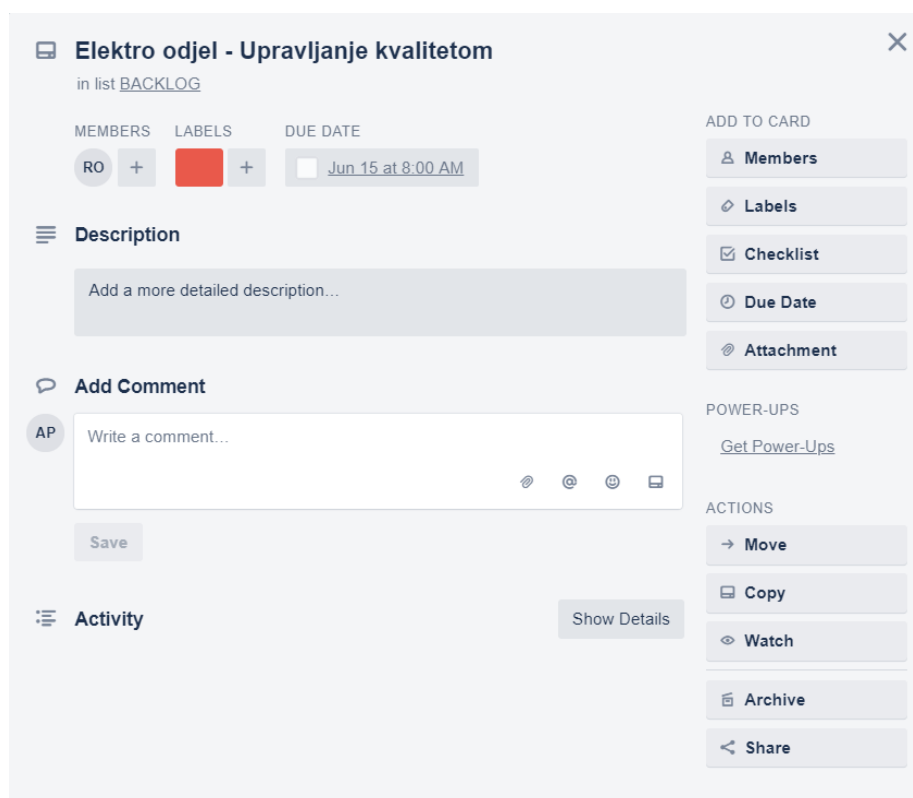 Elektro odjel - Upravljanje kvalitetom
in list BACKLOG
MEMBERS LABELS DUE DATE
RO + + Jun 15 at 8:00 AM
Description
Add a more detailed description…
Add Comment
AP
Write a comment…
@
Save
Activity
Show Details
ADD TO CARD
Members
Labels
Checklist
Due Date
Attachment
POWER-UPS
Get Power-Ups
ACTIONS
Move
Copy
Watch
Archive
Share